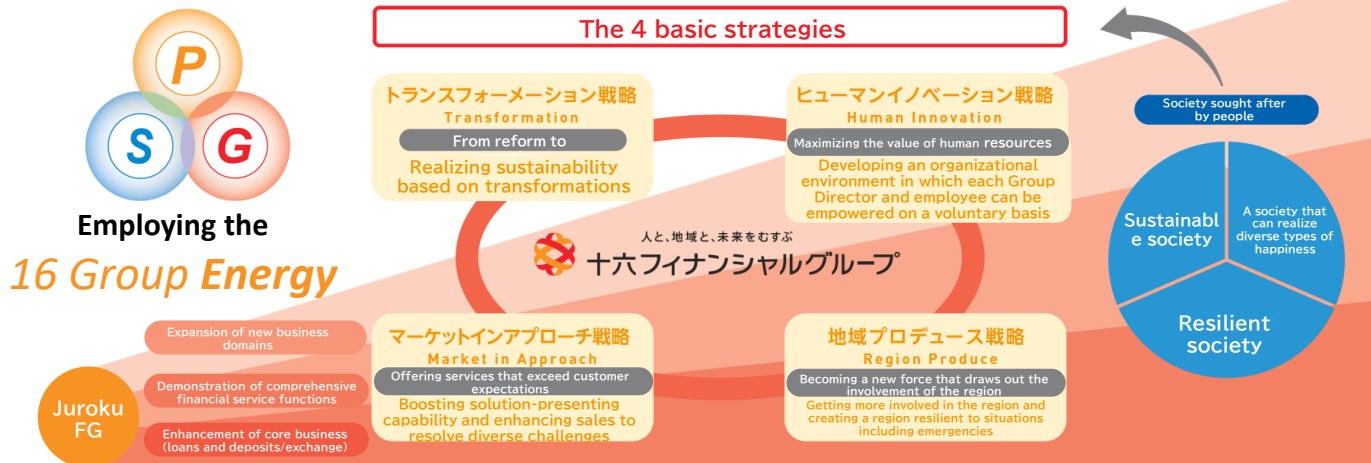 P
S
G
Employing the
16 Group Energy
The 4 basic strategies
トランスフォーメーション戦略
Transformation
From reform to
Realizing sustainability
based on transformations
ヒューマンイノベーション戦略
Human Innovation
Maximizing the value of human resources
Developing an organizational
environment in which each Group
Director and employee can be
empowered on a voluntary basis
人と、地域と、未来をむすぶ
十六フィナンシャルグループ
マーケットインアプローチ戦略
Market in Approach
Offering services that exceed customer
expectations
Boosting solution-presenting
capability and enhancing sales to
resolve diverse challenges
地域プロデュース戦略
Region Produce
Becoming a new force that draws out the
involvement of the region
Getting more involved in the region and
creating a region resilient to situations
including emergencies
Juroku
FG
Expansion of new business
domains
Demonstration of comprehensive
financial service functions
Enhancement of core business
(loans and deposits/exchange)
Society sought after
by people
Sustainabl
e society
A society that
can realize
diverse types of
happiness
Resilient
society